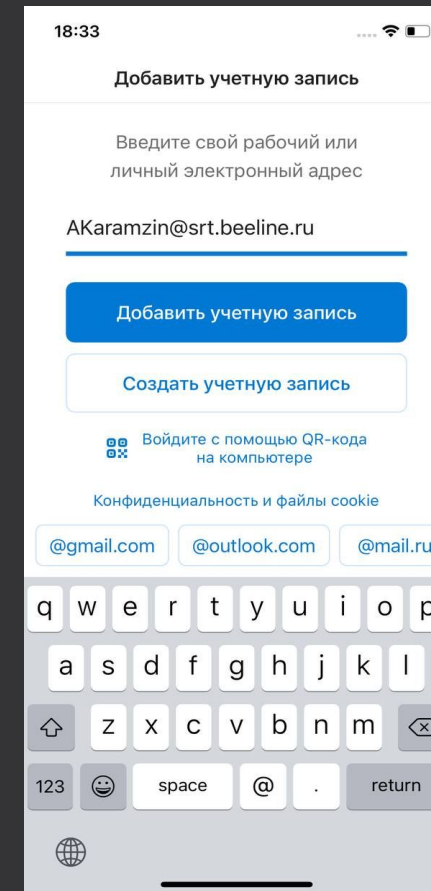 18:33
Добавить учетную запись
Введите свой рабочий или
личный электронный адрес
AKaramzin@srt.beeline.ru
Добавить учетную запись
Создать учетную запись
Войдите с помощью QR-кода
на компьютере
Конфиденциальность и файлы cookie
@gmail.com @outlook.com @mail.ru
q w e r t y u i o p
a s d f g h j k l
z x c v b n m
123 space @ . return